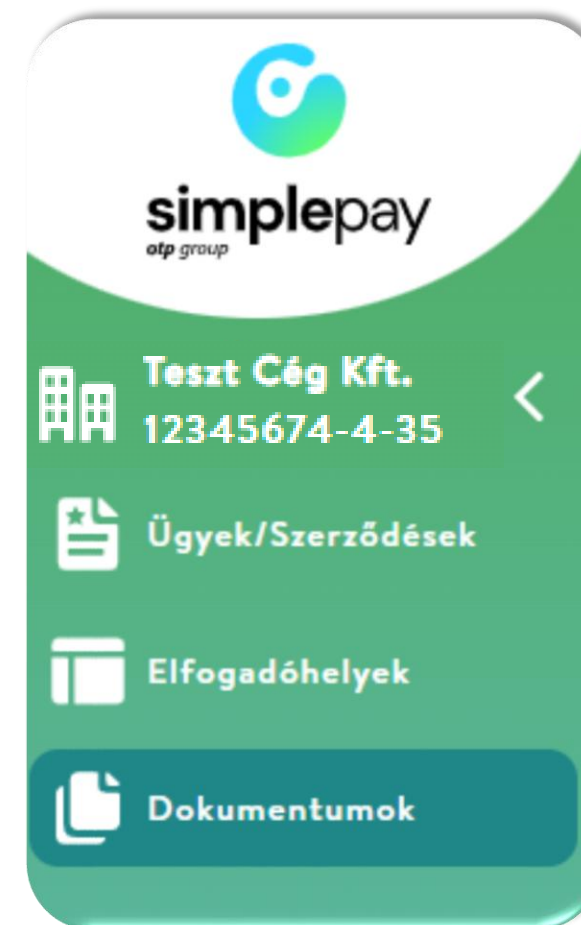 simplepay
otp group
Teszt Cég Kft.
12345674-4-35
Ügyek/Szerződések
Elfogadóhelyek
Dokumentumok